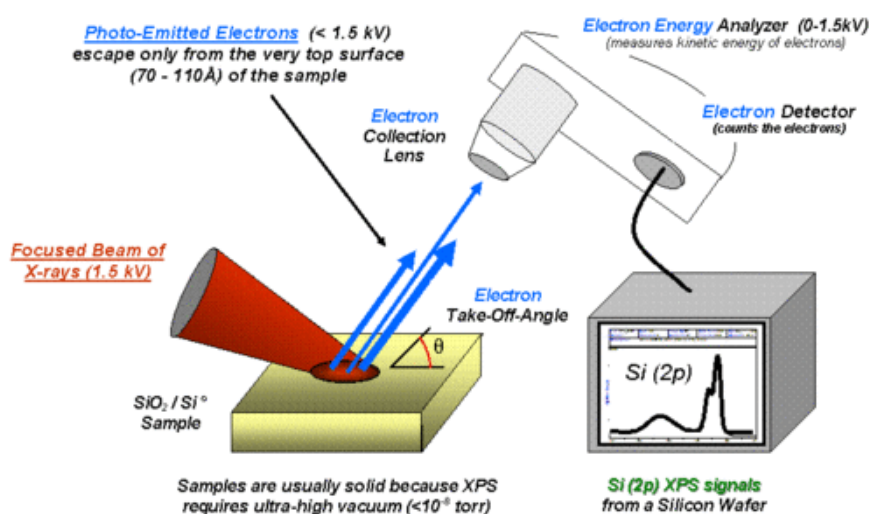 Photo-Emitted Electrons (< 1.5 kV)
escape only from the very top surface
(70 - 110Å) of the sample
Electron Energy Analyzer (0-1.5kV)
(measures kinetic energy of electrons)
Electron
Collection
Lens
Electron Detector
(counts the electrons)
Focused Beam of
X-rays (1.5 kV)
Electron
Take-Off-Angle
θ
Si (2p)
SiO₂ / Si°
Sample
Samples are usually solid because XPS
requires ultra-high vacuum (<10⁻⁸ torr)
Si (2p) XPS signals
from a Silicon Wafer